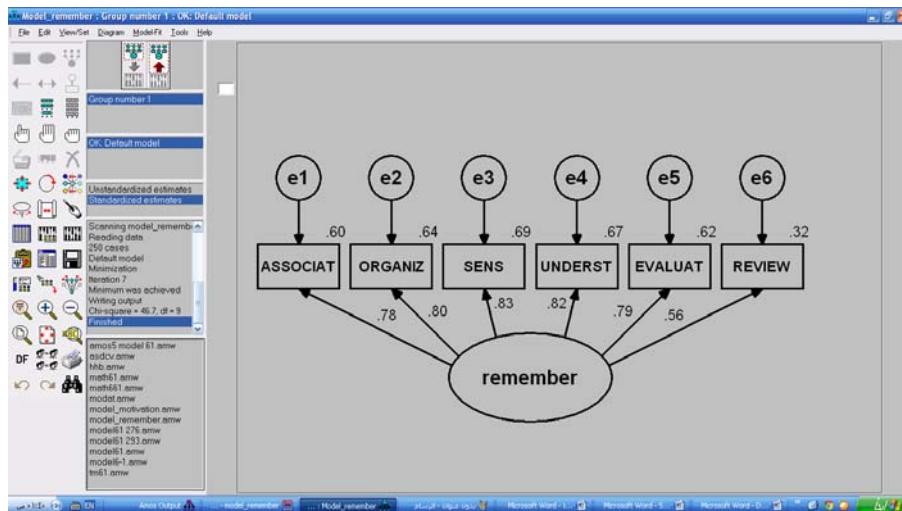 Model_remember : Group number 1 : OK: Default model
File Edit View/Set Diagram Model-Fit Tools Help
Group number 1
OK: Default model
Unstandardized estimates
Standardized estimates
Scanning model_remembe
Reading data
250 cases
Default model
Minimization
Iteration 7
Minimum was achieved
Writing output
Chi-square = 46.7, df = 9
Finished
amos5 model 61.amw
asdcv.amw
hhb.amw
math61.amw
math661.amw
modat.amw
model_motivation.amw
model_remember.amw
model61 276.amw
model61 293.amw
model61.amw
model6-1.amw
tm61.amw
DF
e1 e2 e3 e4 e5 e6
.60 .64 .69 .67 .62 .32
ASSOCIAT ORGANIZ SENS UNDERST EVALUAT REVIEW
.78 .80 .83 .82 .79 .56
remember
EN Amos Output model_remember Model_remember Microsoft Word - Microsoft Word - S... Microsoft Word - D...